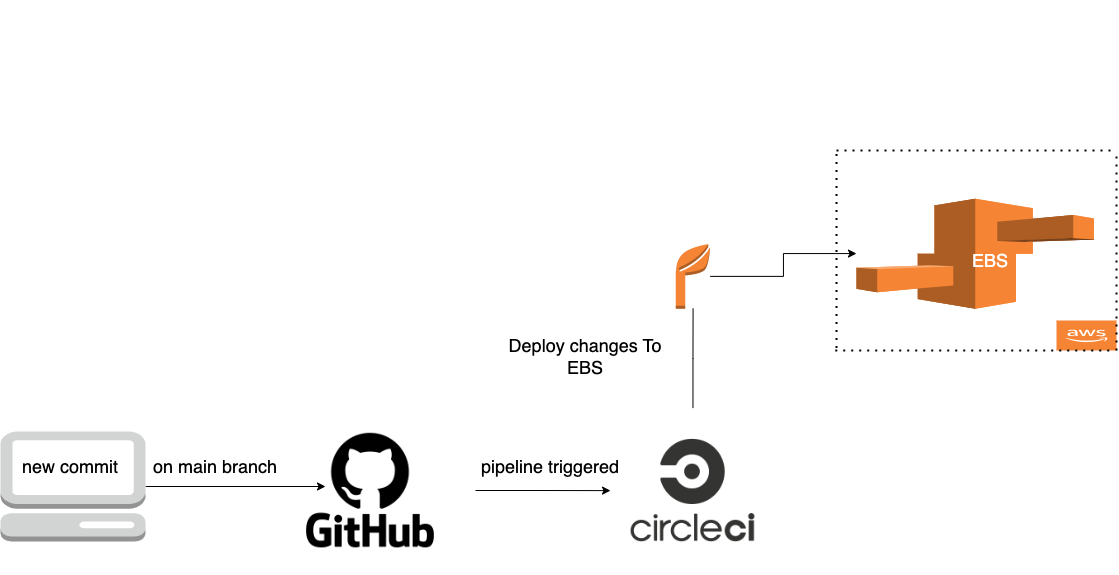 EBS
aws
Deploy changes To
EBS
new commit
on main branch
pipeline triggered
GitHub
circleci